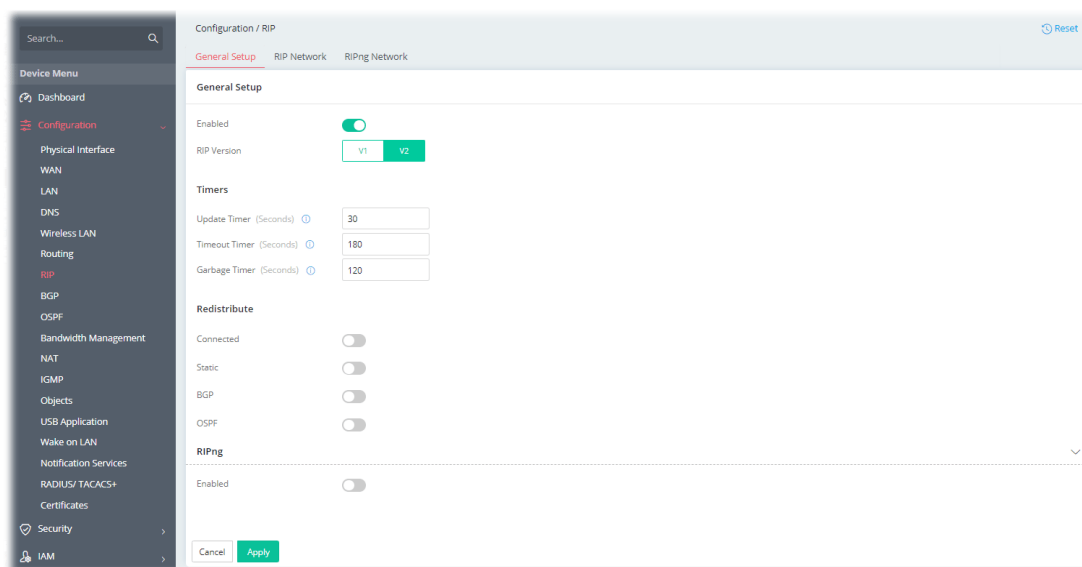 Search...
Device Menu
Dashboard
Configuration
Physical Interface
WAN
LAN
DNS
Wireless LAN
Routing
RIP
BGP
OSPF
Bandwidth Management
NAT
IGMP
Objects
USB Application
Wake on LAN
Notification Services
RADIUS/ TACACS+
Certificates
Security
IAM
Configuration / RIP
Reset
General Setup RIP Network RIPng Network
General Setup
Enabled
RIP Version V1 V2
Timers
Update Timer (Seconds) 30
Timeout Timer (Seconds) 180
Garbage Timer (Seconds) 120
Redistribute
Connected
Static
BGP
OSPF
RIPng
Enabled
Cancel Apply